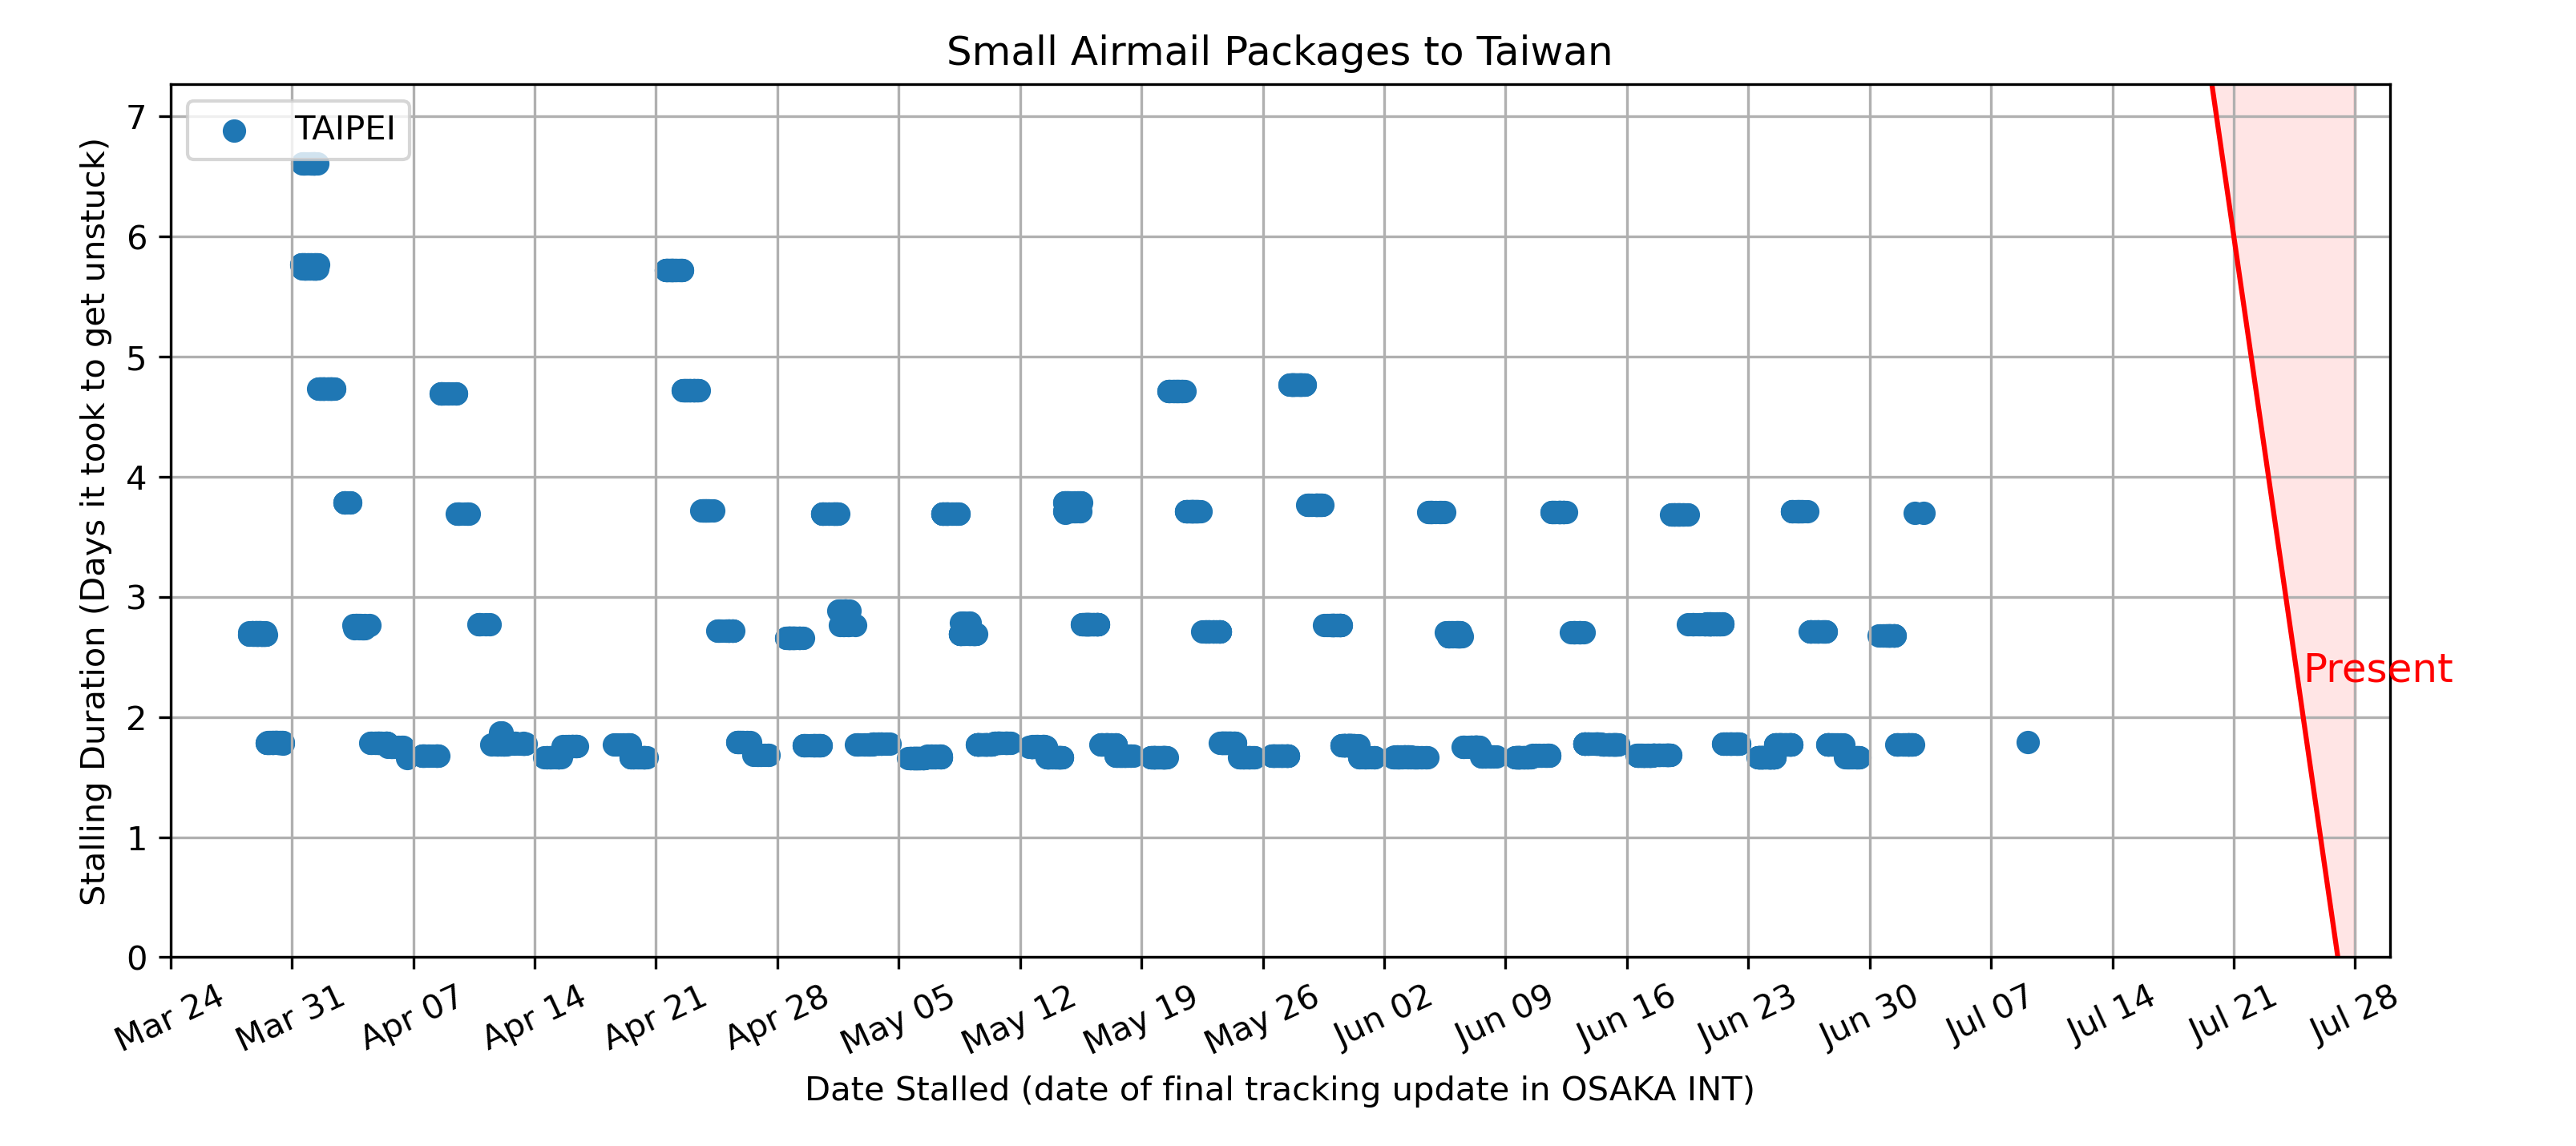 Small Airmail Packages to Taiwan
TAIPEI
Stalling Duration (Days it took to get unstuck)
7
6
5
4
3
2
1
0
Present
Mar 24
Mar 31
Apr 07
Apr 14
Apr 21
Apr 28
May 05
May 12
May 19
May 26
Jun 02
Jun 09
Jun 16
Jun 23
Jun 30
Jul 07
Jul 14
Jul 21
Jul 28
Date Stalled (date of final tracking update in OSAKA INT)